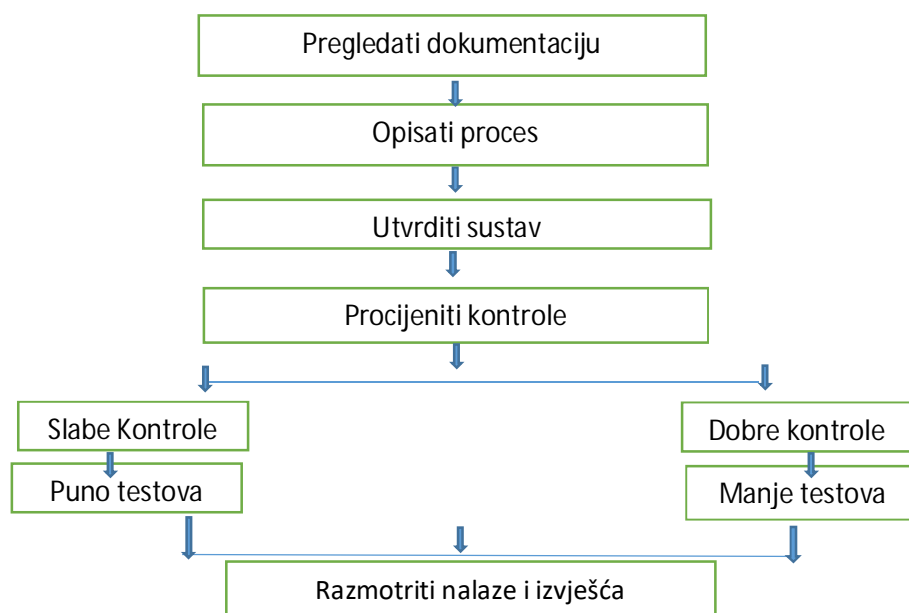 Pregledati dokumentaciju
Opisati proces
Utvrditi sustav
Procijeniti kontrole
Slabe Kontrole
Dobre kontrole
Puno testova
Manje testova
Razmotriti nalaze i izvješća